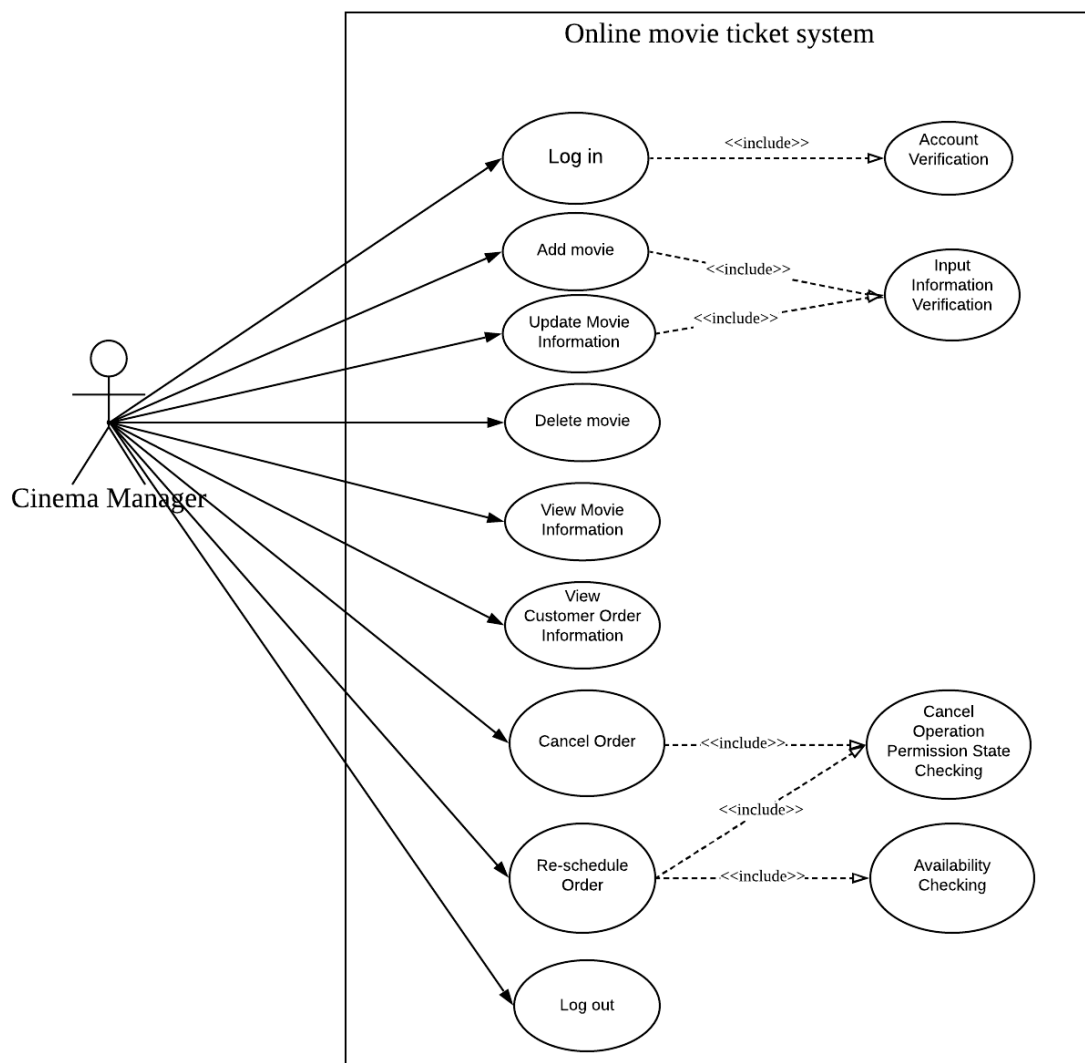 Online movie ticket system
Log in
<<include>>
Account
Verification
Add movie
<<include>>
Input
Information
Verification
Update Movie
Information
<<include>>
Delete movie
Cinema Manager
View Movie
Information
View
Customer Order
Information
Cancel Order
<<include>>
Cancel
Operation
Permission State
Checking
<<include>>
Re-schedule
Order
<<include>>
Availability
Checking
Log out